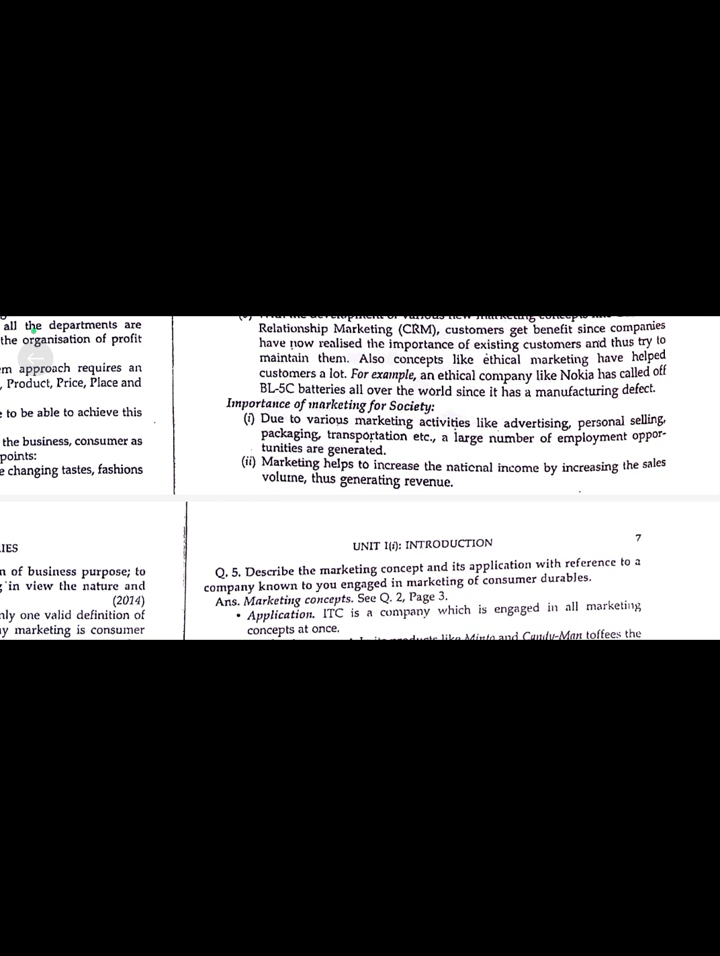 all the departments are
the organisation of profit
m approach requires an
, Product, Price, Place and
to be able to achieve this
the business, consumer as
points:
e changing tastes, fashions
Relationship Marketing (CRM), customers get benefit since companies
have now realised the importance of existing customers and thus try to
maintain them. Also concepts like ethical marketing have helped
customers a lot. For example, an ethical company like Nokia has called off
BL-5C batteries all over the world since it has a manufacturing defect.
Importance of marketing for Society:
(i) Due to various marketing activities like advertising, personal selling,
packaging, transportation etc., a large number of employment oppor-
tunities are generated.
(ii) Marketing helps to increase the national income by increasing the sales
volume, thus generating revenue.
IES
n of business purpose; to
in view the nature and
(2014)
nly one valid definition of
y marketing is consumer
UNIT I(i): INTRODUCTION 7
Q. 5. Describe the marketing concept and its application with reference to a
company known to you engaged in marketing of consumer durables.
Ans. Marketing concepts. See Q. 2, Page 3.
• Application. ITC is a company which is engaged in all marketing
concepts at once.
products like Minto and Candy-Man toffees the